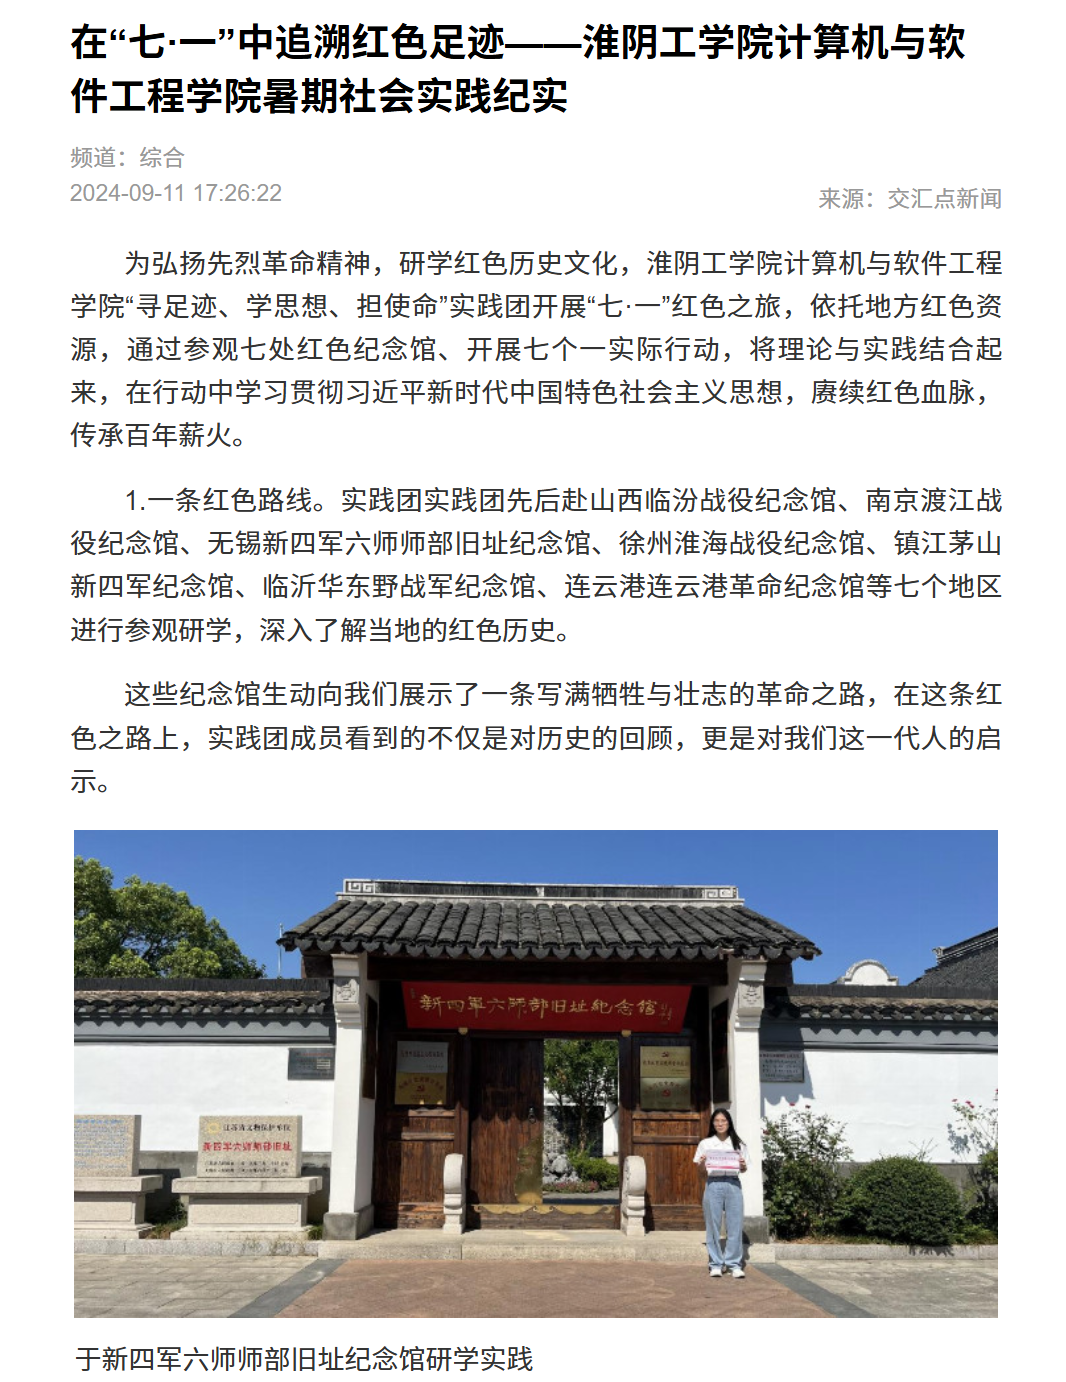 在“七·一”中追溯红色足迹——淮阴工学院计算机与软
件工程学院暑期社会实践纪实
频道：综合
2024-09-11 17:26:22
来源：交汇点新闻
为弘扬先烈革命精神，研学红色历史文化，淮阴工学院计算机与软件工程
学院“寻足迹、学思想、担使命”实践团开展“七·一”红色之旅，依托地方红色资
源，通过参观七处红色纪念馆、开展七个一实际行动，将理论与实践结合起
来，在行动中学习贯彻习近平新时代中国特色社会主义思想，赓续红色血脉，
传承百年薪火。
1.一条红色路线。实践团实践团先后赴山西临汾战役纪念馆、南京渡江战
役纪念馆、无锡新四军六师师部旧址纪念馆、徐州淮海战役纪念馆、镇江茅山
新四军纪念馆、临沂华东野战军纪念馆、连云港连云港革命纪念馆等七个地区
进行参观研学，深入了解当地的红色历史。
这些纪念馆生动向我们展示了一条写满牺牲与壮志的革命之路，在这条红
色之路上，实践团成员看到的不仅是对历史的回顾，更是对我们这一代人的启
示。
新四軍六师師部旧址紀念馆
江苏省文物保护单位
新四军六师师部旧址
于新四军六师师部旧址纪念馆研学实践